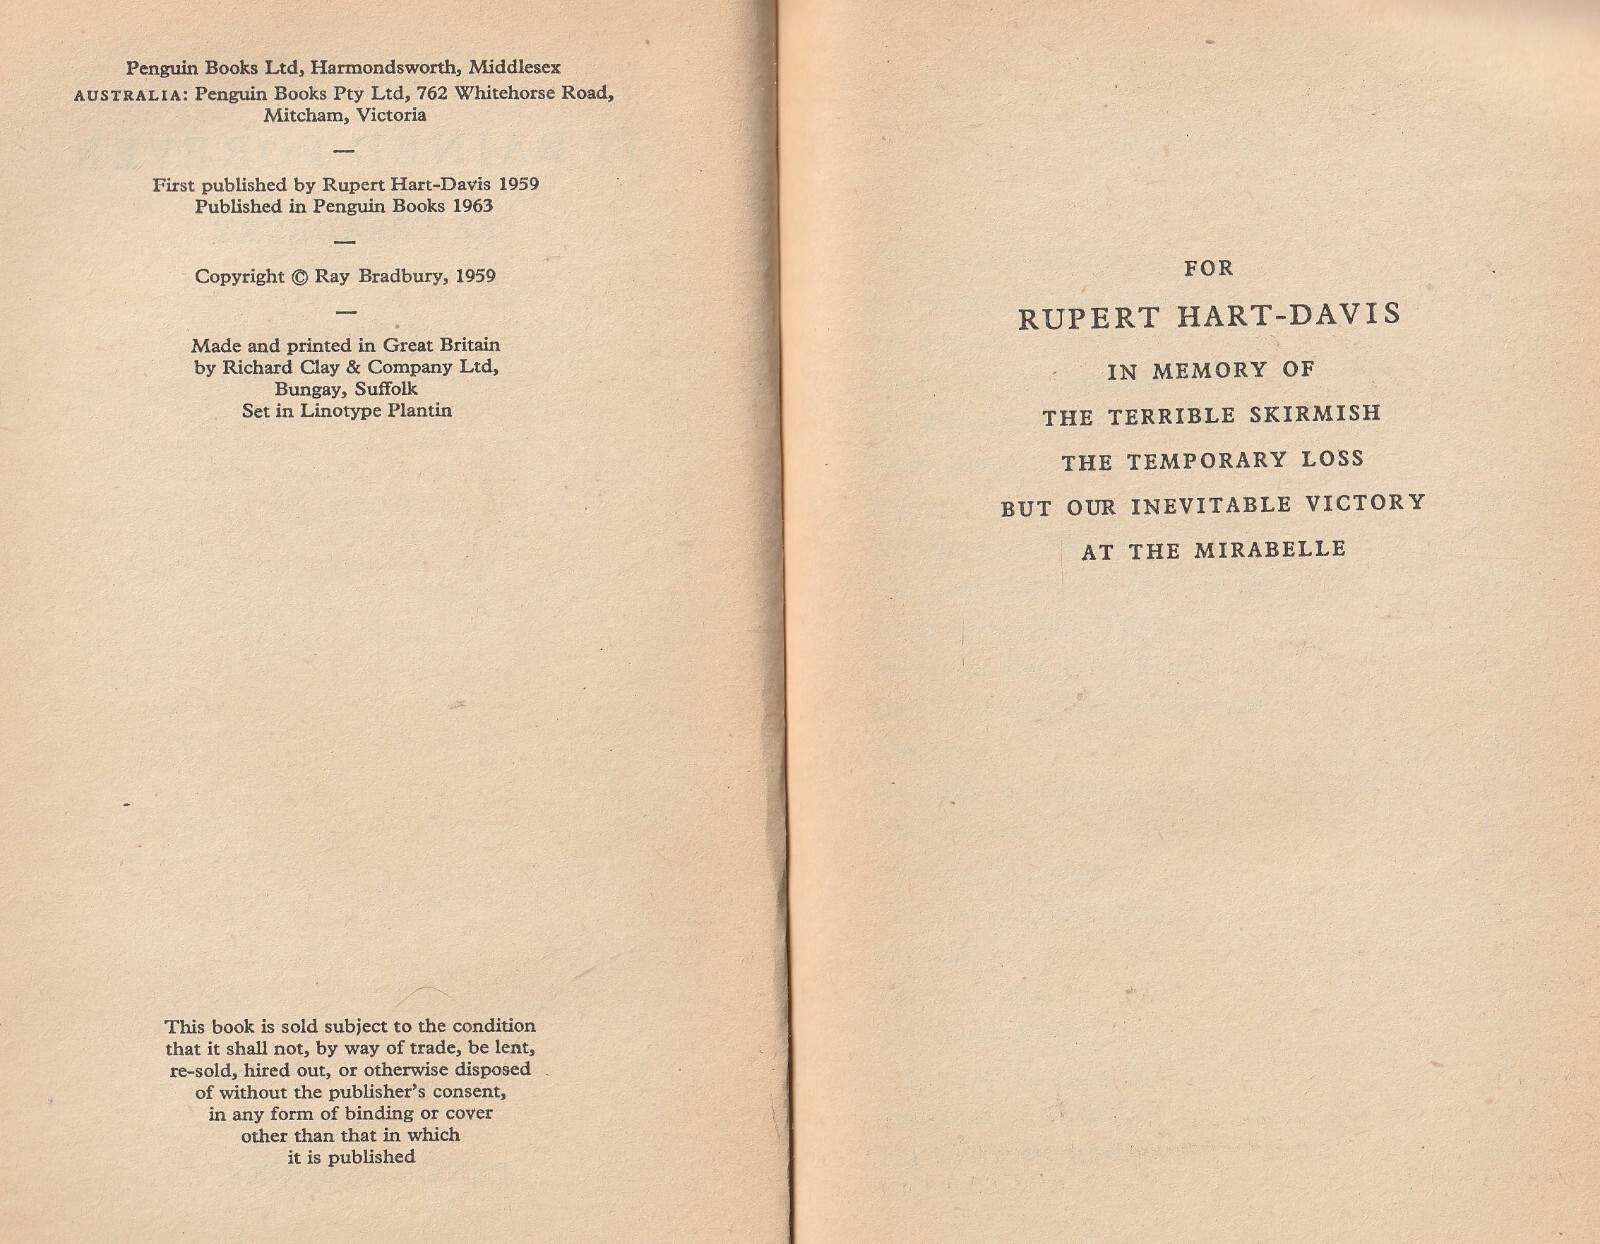 Penguin Books Ltd, Harmondsworth, Middlesex
AUSTRALIA: Penguin Books Pty Ltd, 762 Whitehorse Road,
Mitcham, Victoria
—
First published by Rupert Hart-Davis 1959
Published in Penguin Books 1963
—
Copyright © Ray Bradbury, 1959
—
Made and printed in Great Britain
by Richard Clay & Company Ltd,
Bungay, Suffolk
Set in Linotype Plantin
This book is sold subject to the condition
that it shall not, by way of trade, be lent,
re-sold, hired out, or otherwise disposed
of without the publisher's consent,
in any form of binding or cover
other than that in which
it is published
FOR
RUPERT HART-DAVIS
IN MEMORY OF
THE TERRIBLE SKIRMISH
THE TEMPORARY LOSS
BUT OUR INEVITABLE VICTORY
AT THE MIRABELLE